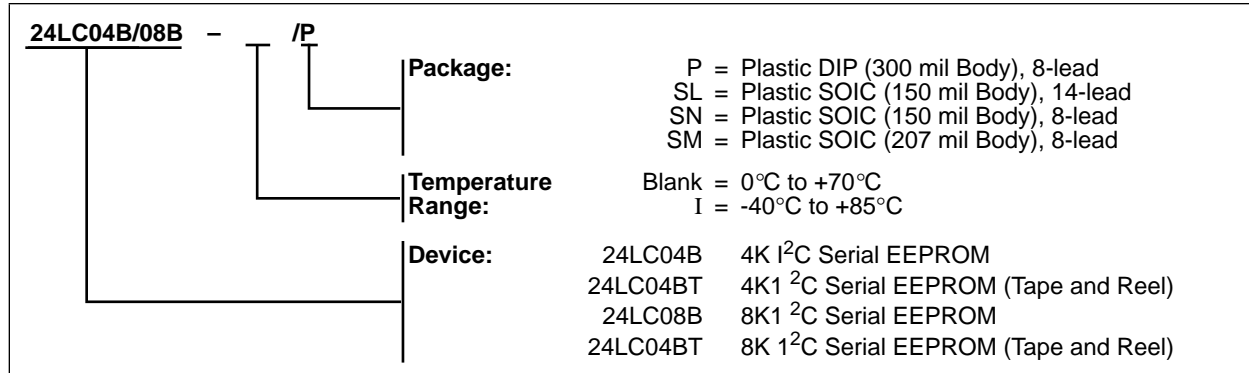 24LC04B/08B – /P
Package: P = Plastic DIP (300 mil Body), 8-lead
SL = Plastic SOIC (150 mil Body), 14-lead
SN = Plastic SOIC (150 mil Body), 8-lead
SM = Plastic SOIC (207 mil Body), 8-lead
Temperature Blank = 0°C to +70°C
Range: I = -40°C to +85°C
Device: 24LC04B 4K I²C Serial EEPROM
24LC04BT 4K1 ²C Serial EEPROM (Tape and Reel)
24LC08B 8K1 ²C Serial EEPROM
24LC04BT 8K 1²C Serial EEPROM (Tape and Reel)